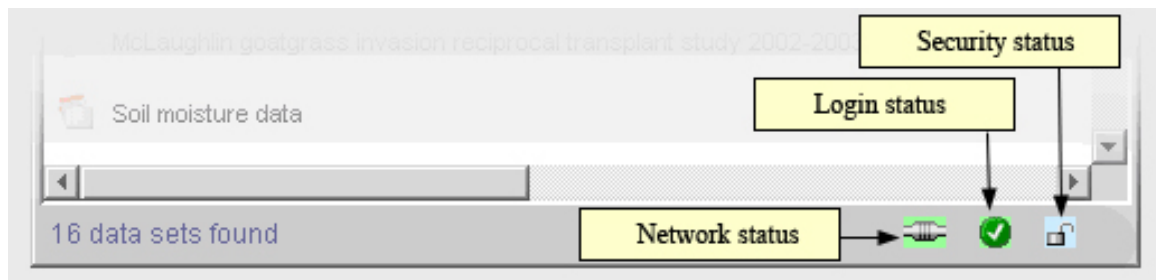 McLaughlin goatgrass invasion reciprocal transplant study 2002-2003
Security status
Soil moisture data
Login status
16 data sets found
Network status